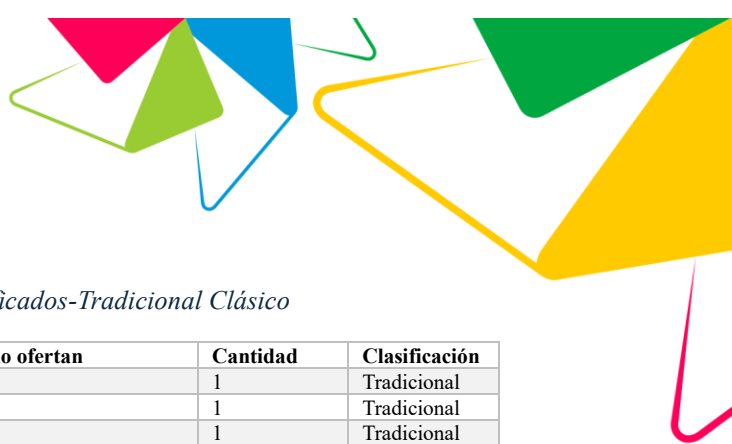 ficados-Tradicional Clásico
o ofertan Cantidad Clasificación
1 Tradicional
1 Tradicional
1 Tradicional